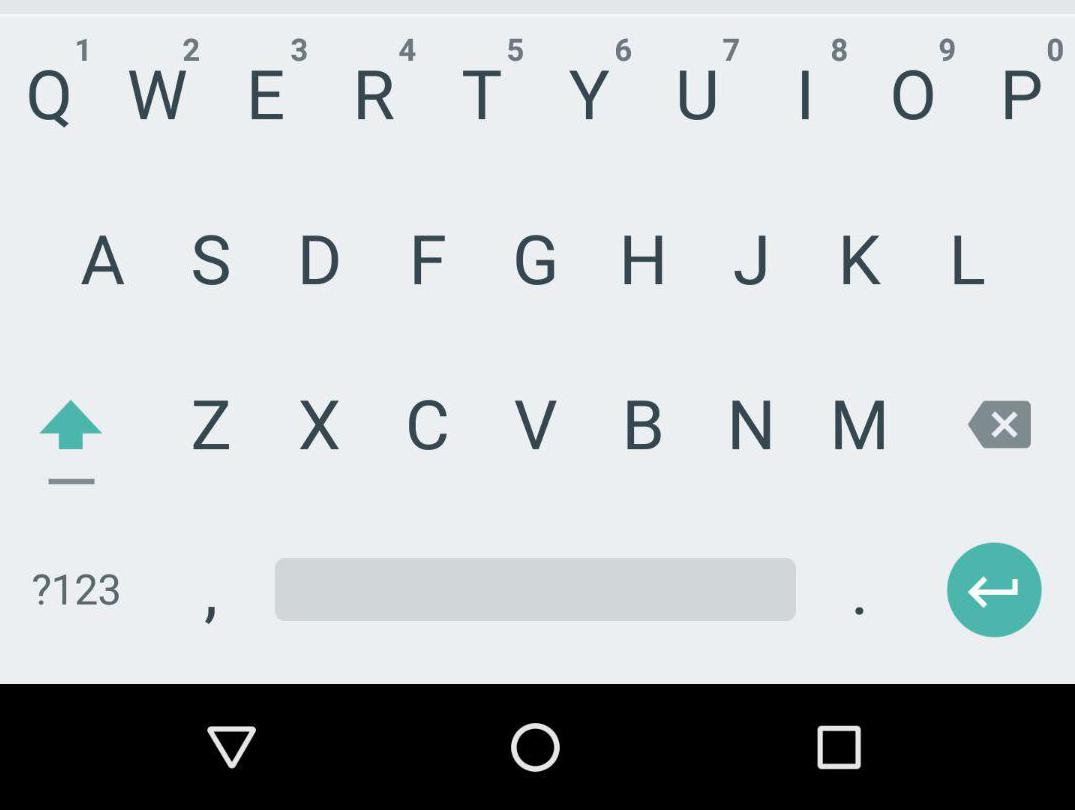 1 2 3 4 5 6 7 8 9 0
Q W E R T Y U I O P
A S D F G H J K L
Z X C V B N M
?123 , .